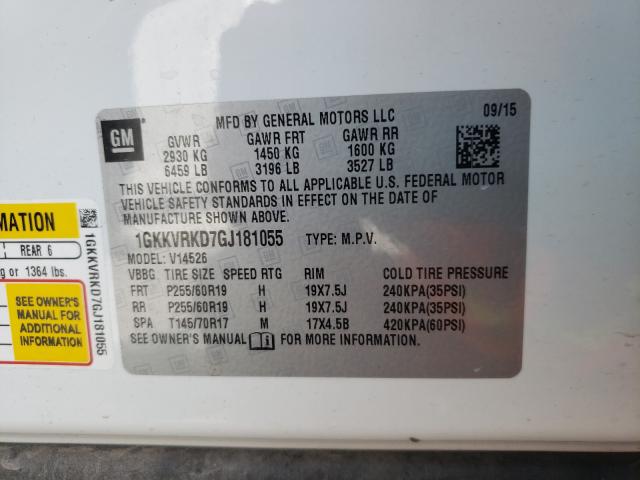 GM
MFD BY GENERAL MOTORS LLC 09/15
GVWR GAWR FRT GAWR RR
2930 KG 1450 KG 1600 KG
6459 LB 3196 LB 3527 LB
THIS VEHICLE CONFORMS TO ALL APPLICABLE U.S. FEDERAL MOTOR
VEHICLE SAFETY STANDARDS IN EFFECT ON THE DATE OF
MANUFACTURE SHOWN ABOVE.
1GKKVRKD7GJ181055 TYPE: M.P.V.
MODEL: V14526
VBBG TIRE SIZE SPEED RTG RIM COLD TIRE PRESSURE
FRT P255/60R19 H 19X7.5J 240KPA(35PSI)
RR P255/60R19 H 19X7.5J 240KPA(35PSI)
SPA T145/70R17 M 17X4.5B 420KPA(60PSI)
SEE OWNER'S MANUAL FOR MORE INFORMATION.
REAR 6
or 1364 lbs.
SEE OWNER'S
MANUAL FOR
ADDITIONAL
INFORMATION
1GKKVRKD7GJ181055